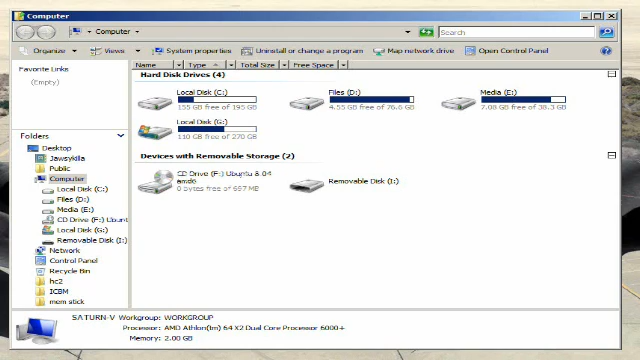 Computer
Computer
Search
Organize
Views
System properties
Uninstall or change a program
Map network drive
Open Control Panel
Favorite Links
(Empty)
Folders
Desktop
Jawsykilla
Public
Computer
Local Disk (C:)
Files (D:)
Media (E:)
CD Drive (F:) Ubunt
Local Disk (G:)
Removable Disk (I:)
Network
Control Panel
Recycle Bin
hc2
ICBM
mem stick
Name Type Total Size Free Space
Hard Disk Drives (4)
Local Disk (C:)
155 GB free of 195 GB
Files (D:)
4.55 GB free of 76.6 GB
Media (E:)
7.08 GB free of 38.3 GB
Local Disk (G:)
110 GB free of 270 GB
Devices with Removable Storage (2)
CD Drive (F:) Ubuntu 8.04
amd6
0 bytes free of 697 MB
Removable Disk (I:)
SATURN-V Workgroup: WORKGROUP
Processor: AMD Athlon(tm) 64 X2 Dual Core Processor 6000+
Memory: 2.00 GB